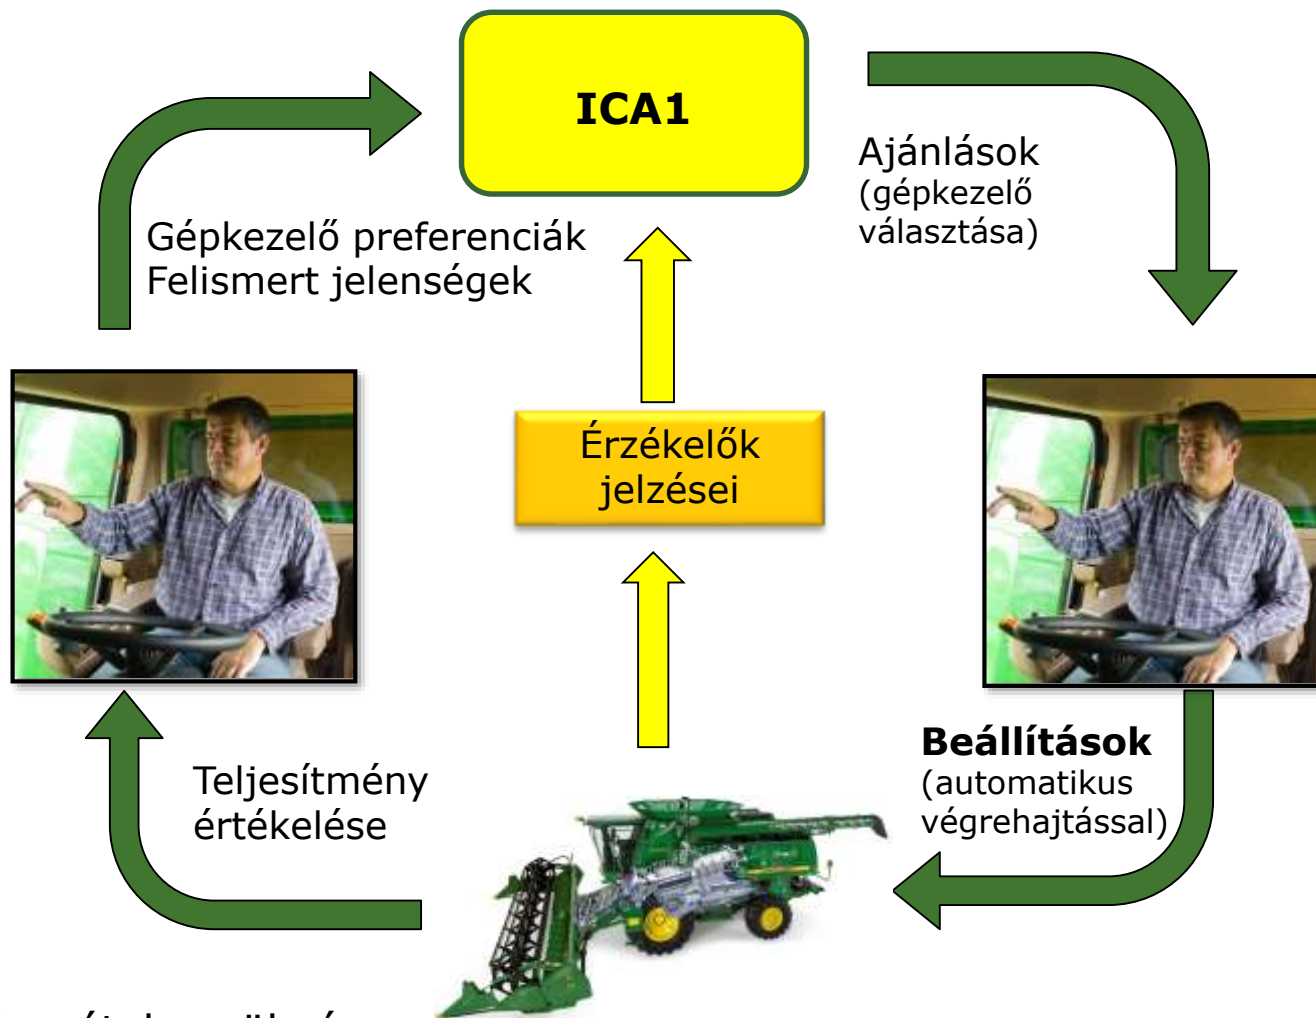 ICA1
Ajánlások
(gépkezelő
választása)
Gépkezelő preferenciák
Felismert jelenségek
Érzékelők
jelzései
Beállítások
(automatikus
végrehajtással)
Teljesítmény
értékelése